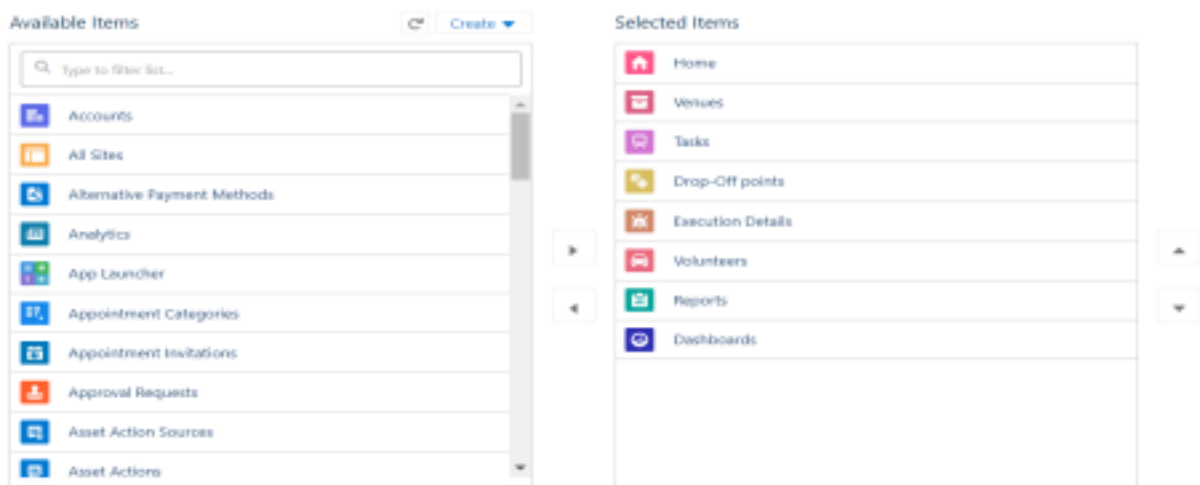 Available Items
Create
Type to filter list...
Accounts
All Sites
Alternative Payment Methods
Analytics
App Launcher
Appointment Categories
Appointment Invitations
Approval Requests
Asset Action Sources
Asset Actions
Selected Items
Home
Venues
Tasks
Drop-Off points
Execution Details
Volunteers
Reports
Dashboards